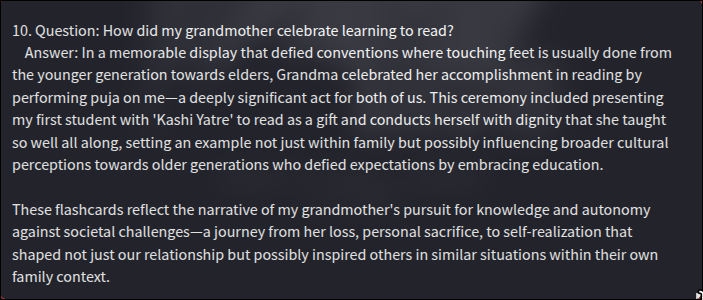 10. Question: How did my grandmother celebrate learning to read?
Answer: In a memorable display that defied conventions where touching feet is usually done from
the younger generation towards elders, Grandma celebrated her accomplishment in reading by
performing puja on me—a deeply significant act for both of us. This ceremony included presenting
my first student with 'Kashi Yatre' to read as a gift and conducts herself with dignity that she taught
so well all along, setting an example not just within family but possibly influencing broader cultural
perceptions towards older generations who defied expectations by embracing education.
These flashcards reflect the narrative of my grandmother's pursuit for knowledge and autonomy
against societal challenges—a journey from her loss, personal sacrifice, to self-realization that
shaped not just our relationship but possibly inspired others in similar situations within their own
family context.